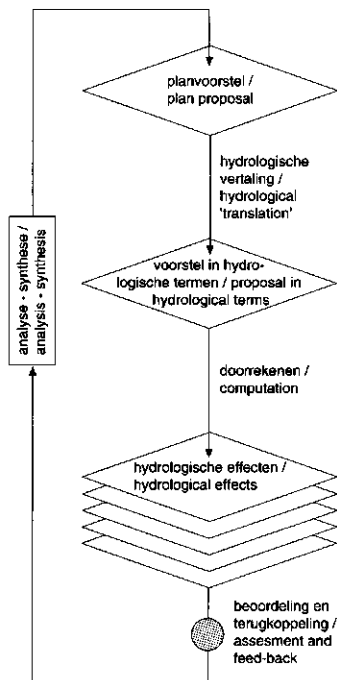 planvoorstel /
plan proposal
hydrologische
vertaling /
hydrological
'translation'
analyse - synthese /
analysis - synthesis
voorstel in hydro-
logische termen / proposal in
hydrological terms
doorrekenen /
computation
hydrologische effecten /
hydrological effects
beoordeling en
terugkoppeling /
assesment and
feed-back